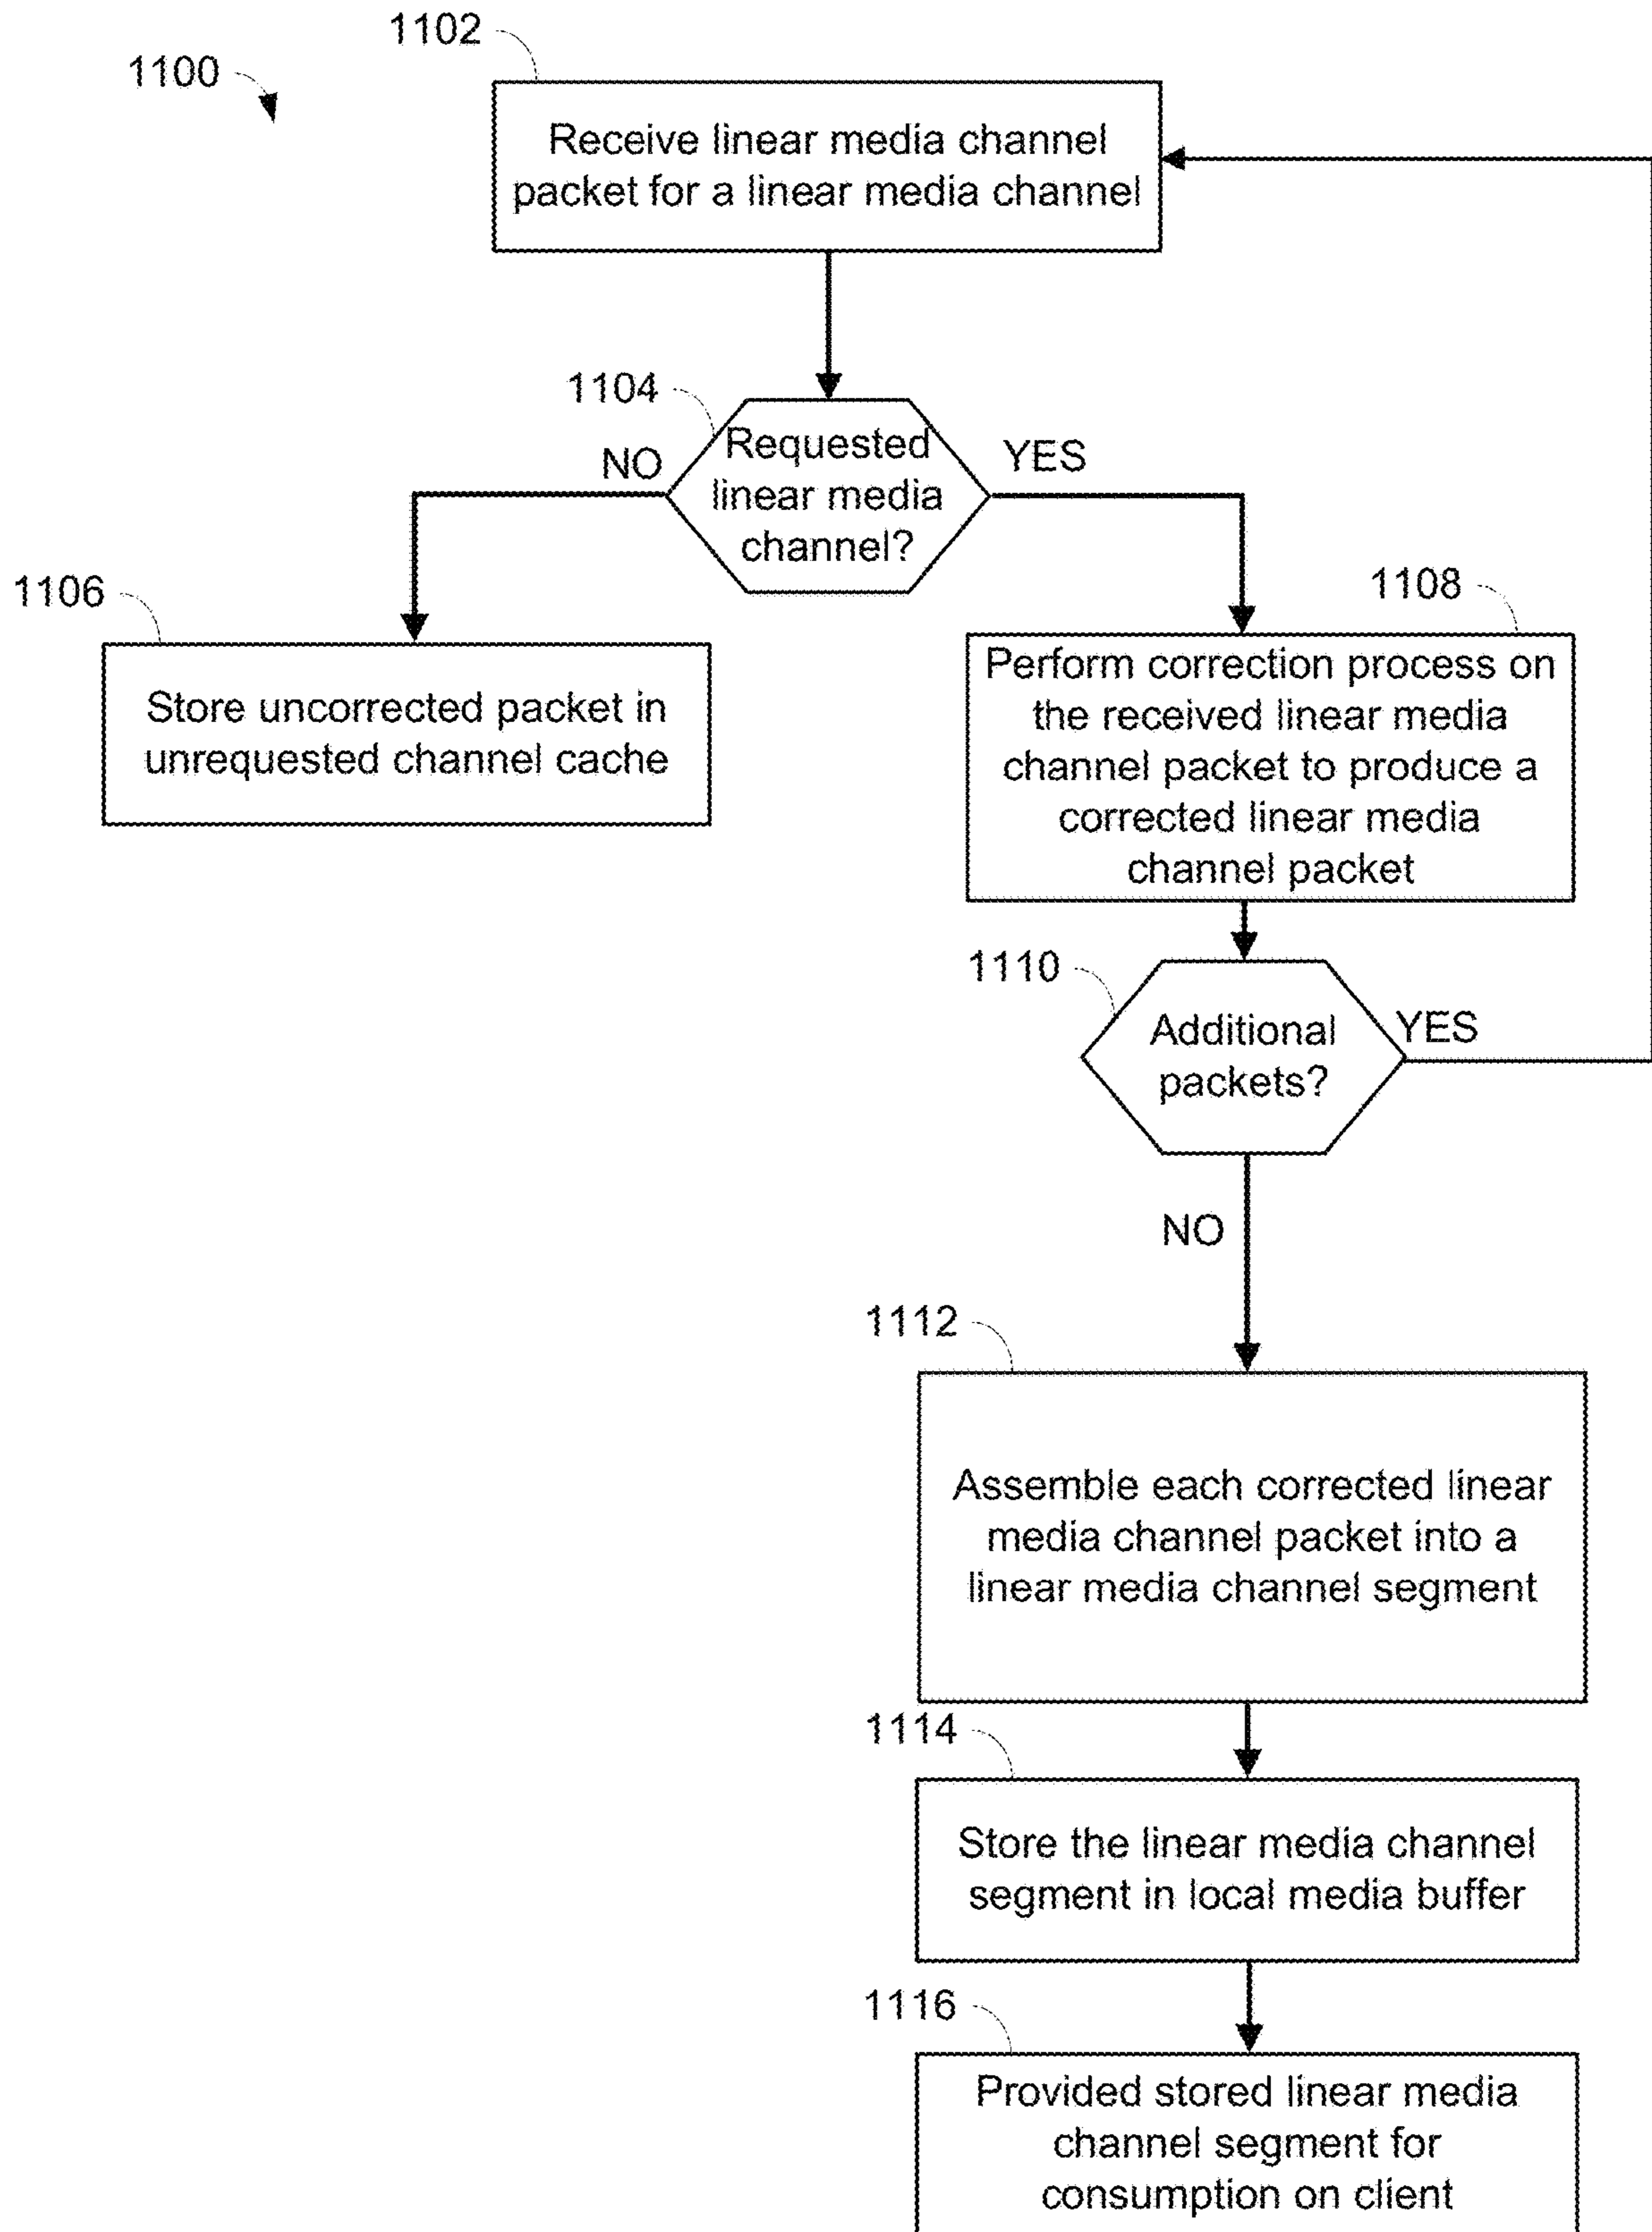 1102
1100
Receive linear media channel
packet for a linear media channel
1104
NO
Requested
linear media
channel?
YES
1106
Store uncorrected packet in
unrequested channel cache
1108
Perform correction process on
the received linear media
channel packet to produce a
corrected linear media
channel packet
1110
Additional
packets?
YES
NO
1112
Assemble each corrected linear
media channel packet into a
linear media channel segment
1114
Store the linear media channel
segment in local media buffer
1116
Provided stored linear media
channel segment for
consumption on client